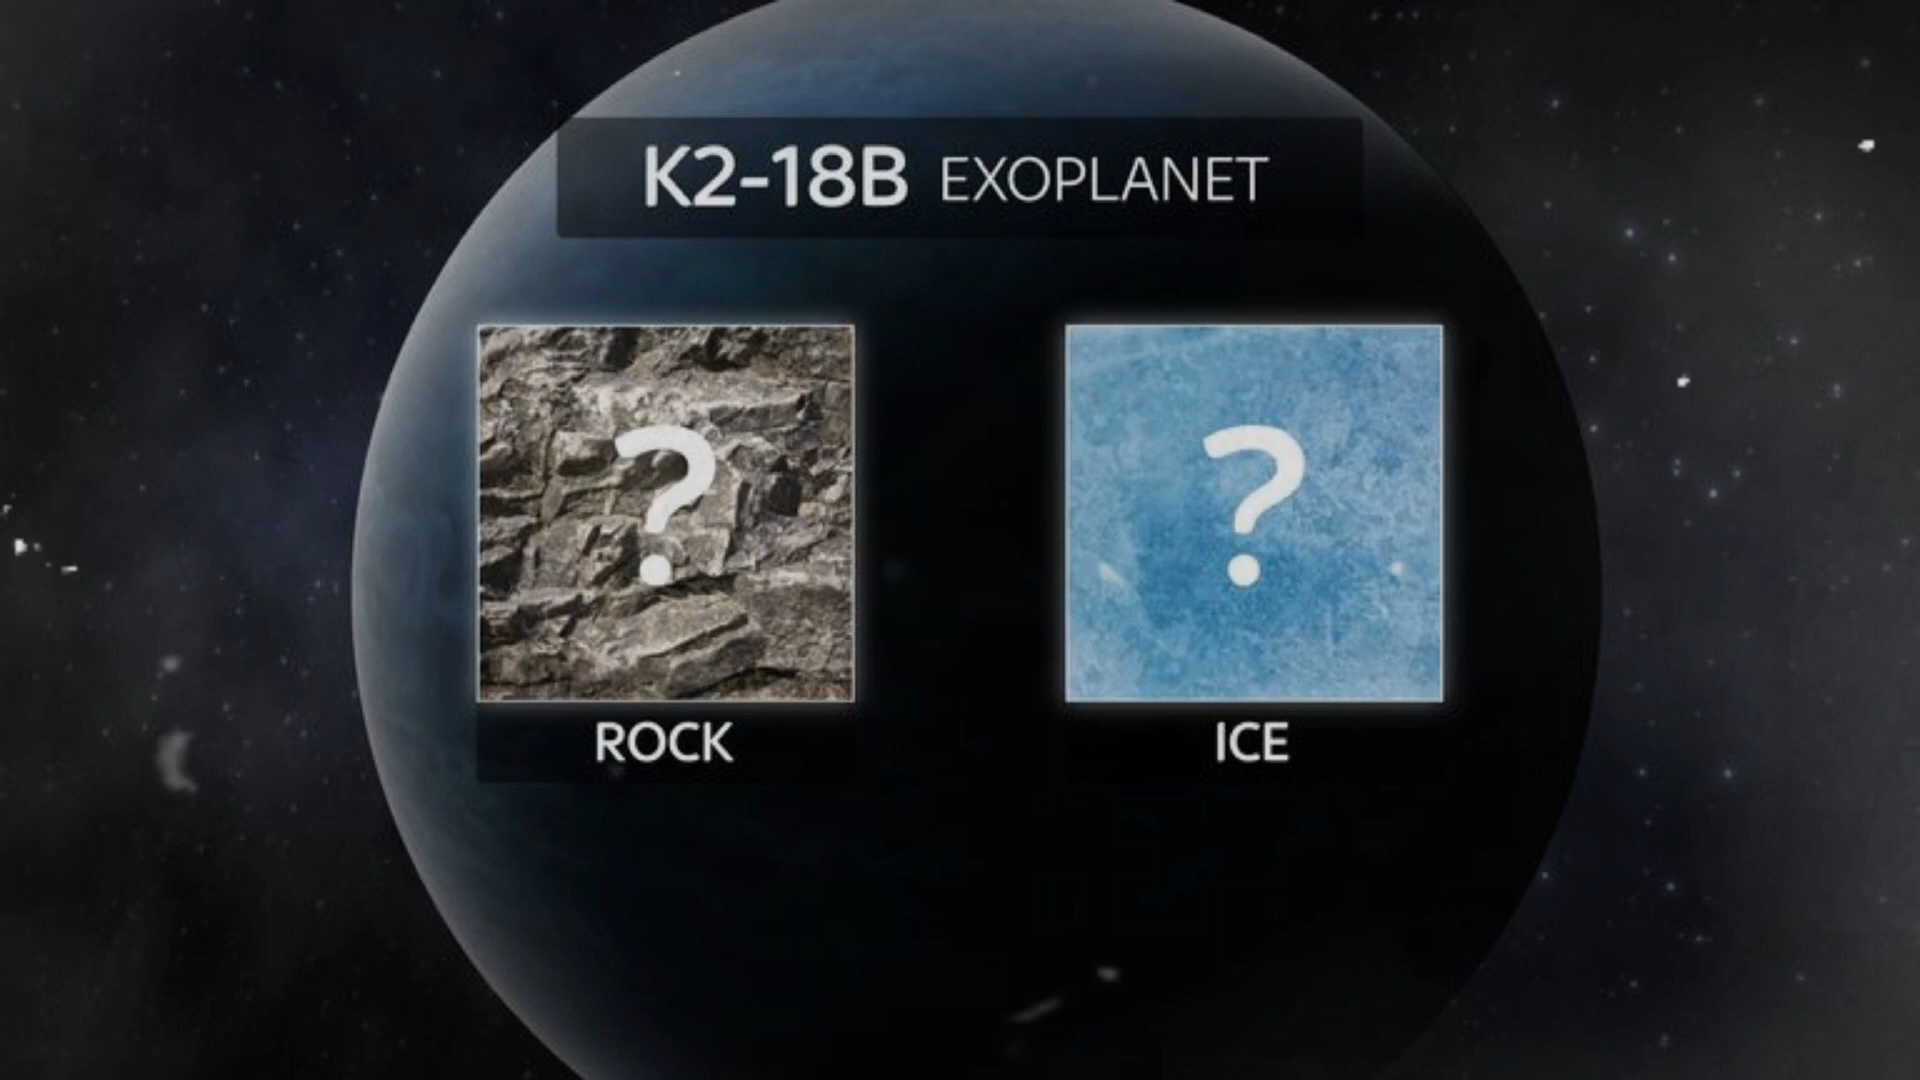 K2-18B EXOPLANET
?
?
ROCK
ICE